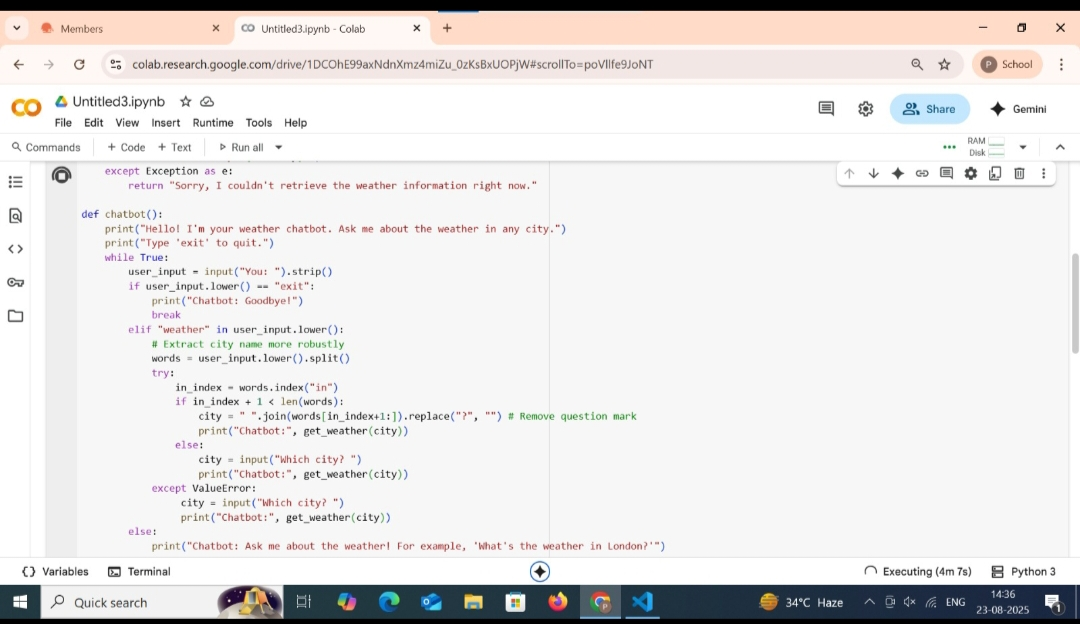 Members
Untitled3.ipynb - Colab
colab.research.google.com/drive/1DCOhE99axNdnXmz4miZu_0zKsBxUOPjW#scrollTo=poVllfe9JoNT
P School
CO Untitled3.ipynb
Share
Gemini
File Edit View Insert Runtime Tools Help
Commands + Code + Text Run all
RAM
Disk
except Exception as e:
return "Sorry, I couldn't retrieve the weather information right now."
def chatbot():
print("Hello! I'm your weather chatbot. Ask me about the weather in any city.")
print("Type 'exit' to quit.")
while True:
user_input = input("You: ").strip()
if user_input.lower() == "exit":
print("Chatbot: Goodbye!")
break
elif "weather" in user_input.lower():
# Extract city name more robustly
words = user_input.lower().split()
try:
in_index = words.index("in")
if in_index + 1 < len(words):
city = " ".join(words[in_index+1:]).replace("?", "") # Remove question mark
print("Chatbot:", get_weather(city))
else:
city = input("Which city? ")
print("Chatbot:", get_weather(city))
except ValueError:
city = input("Which city? ")
print("Chatbot:", get_weather(city))
else:
print("Chatbot: Ask me about the weather! For example, 'What's the weather in London?'")
Variables Terminal
Executing (4m 7s) Python 3
Quick search
34°C Haze
ENG
14:36
23-08-2025
1